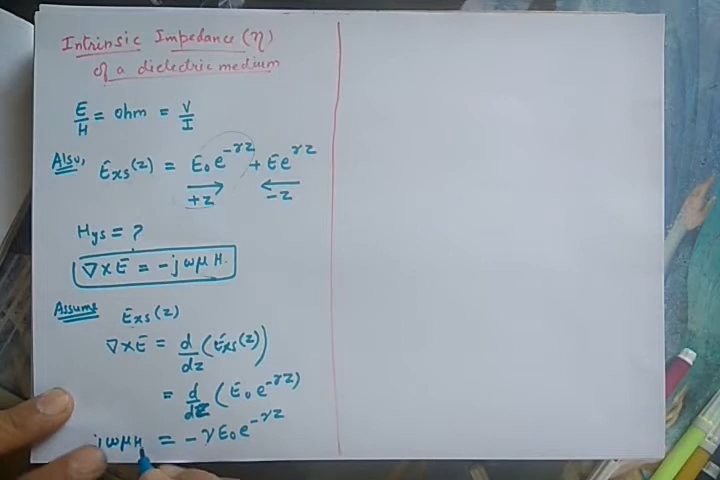 Intrinsic Impedance (η)
of a dielectric medium
E/H = ohm = V/I
Also, Exs(z) = E₀e^-γz + Ee^γz
+z -z
Hys = ?
∇×E = -jωμH.
Assume Exs(z)
∇×E = d/dz (Exs(z))
= d/dz (E₀e^-γz)
jωμH = -γE₀e^-γz